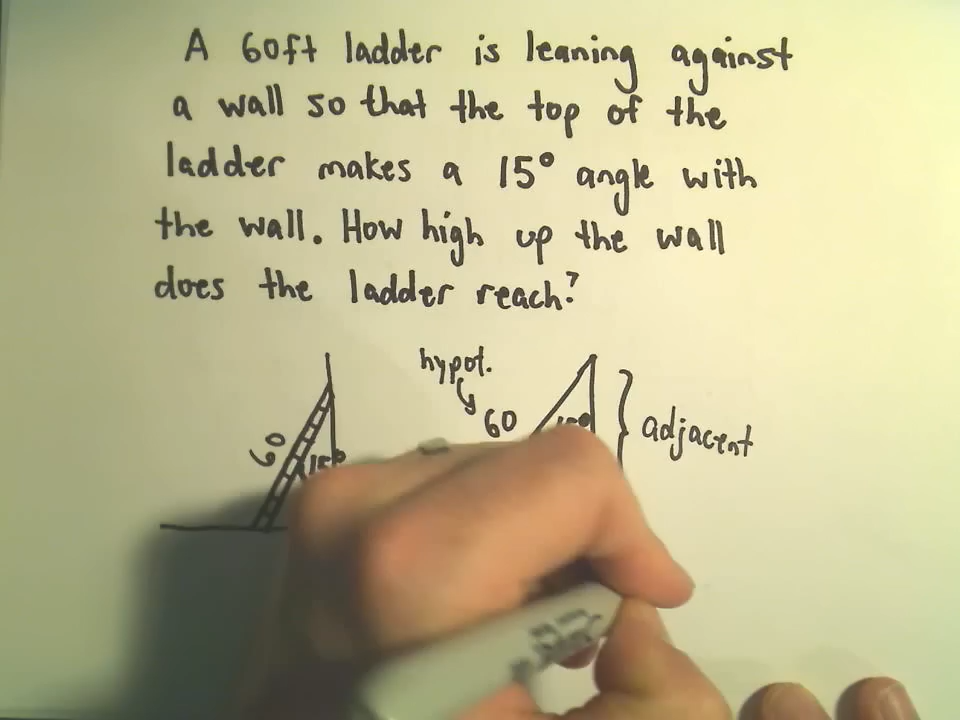 A 60ft ladder is leaning against
a wall so that the top of the
ladder makes a 15° angle with
the wall. How high up the wall
does the ladder reach?
hypot.
60
adjacent
60